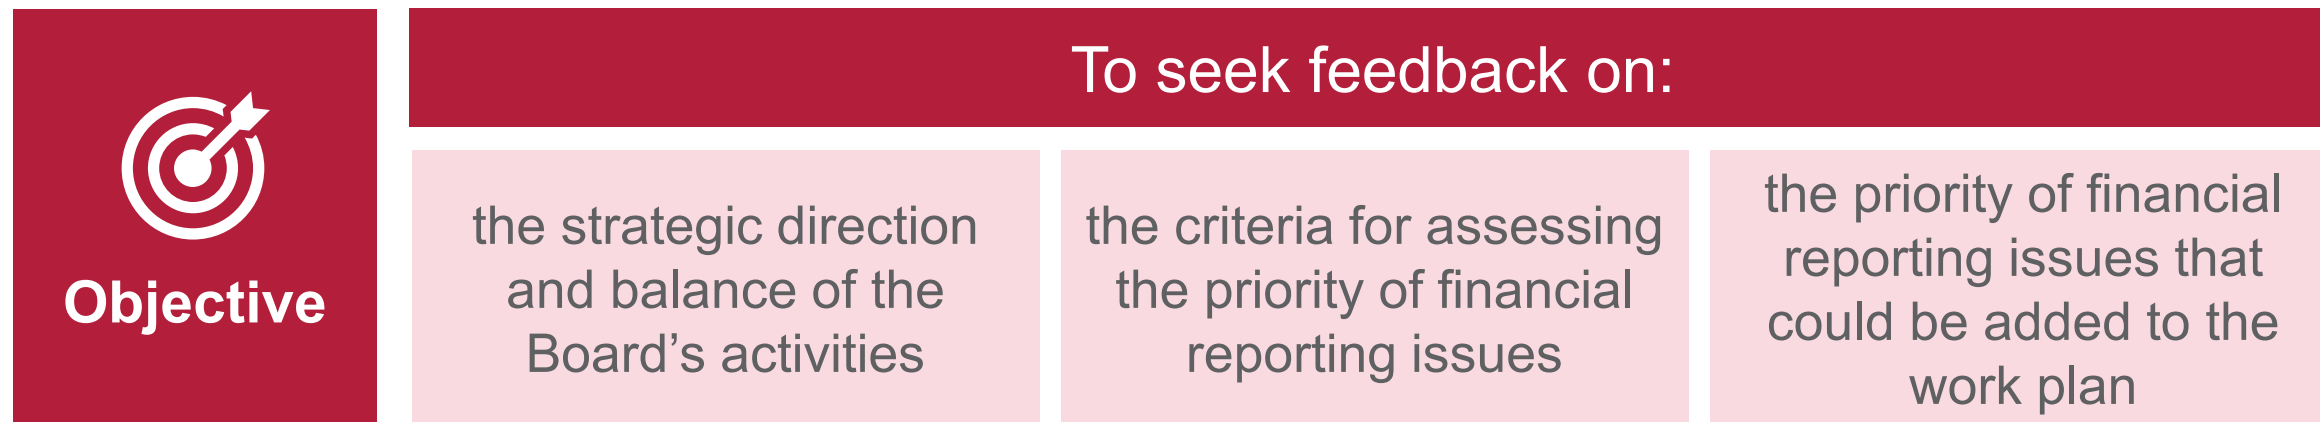 Objective
To seek feedback on:
the strategic direction
and balance of the
Board’s activities
the criteria for assessing
the priority of financial
reporting issues
the priority of financial
reporting issues that
could be added to the
work plan